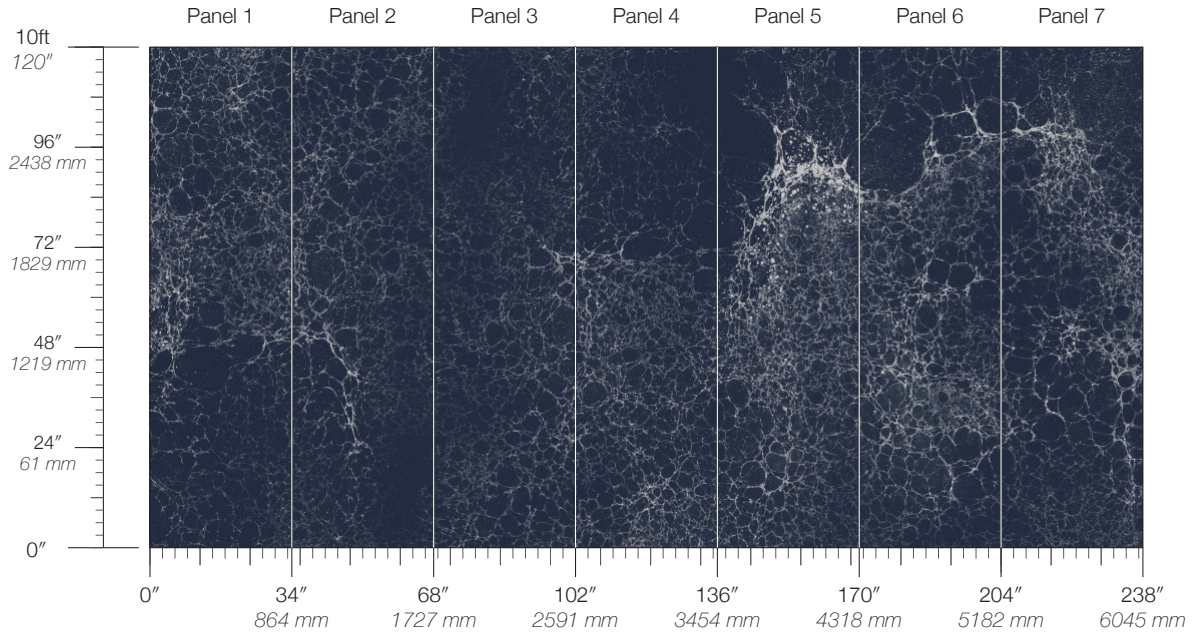 Panel 1 Panel 2 Panel 3 Panel 4 Panel 5 Panel 6 Panel 7
10ft
120″
96″
2438 mm
72″
1829 mm
48″
1219 mm
24″
61 mm
0″
0″ 34″ 68″ 102″ 136″ 170″ 204″ 238″
864 mm 1727 mm 2591 mm 3454 mm 4318 mm 5182 mm 6045 mm